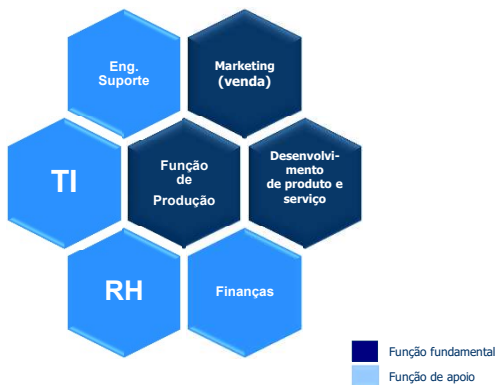 Eng.
Suporte
Marketing
(venda)
TI
Função
de
Produção
Desenvolvi-
mento
de produto e
serviço
RH
Finanças
Função fundamental
Função de apoio